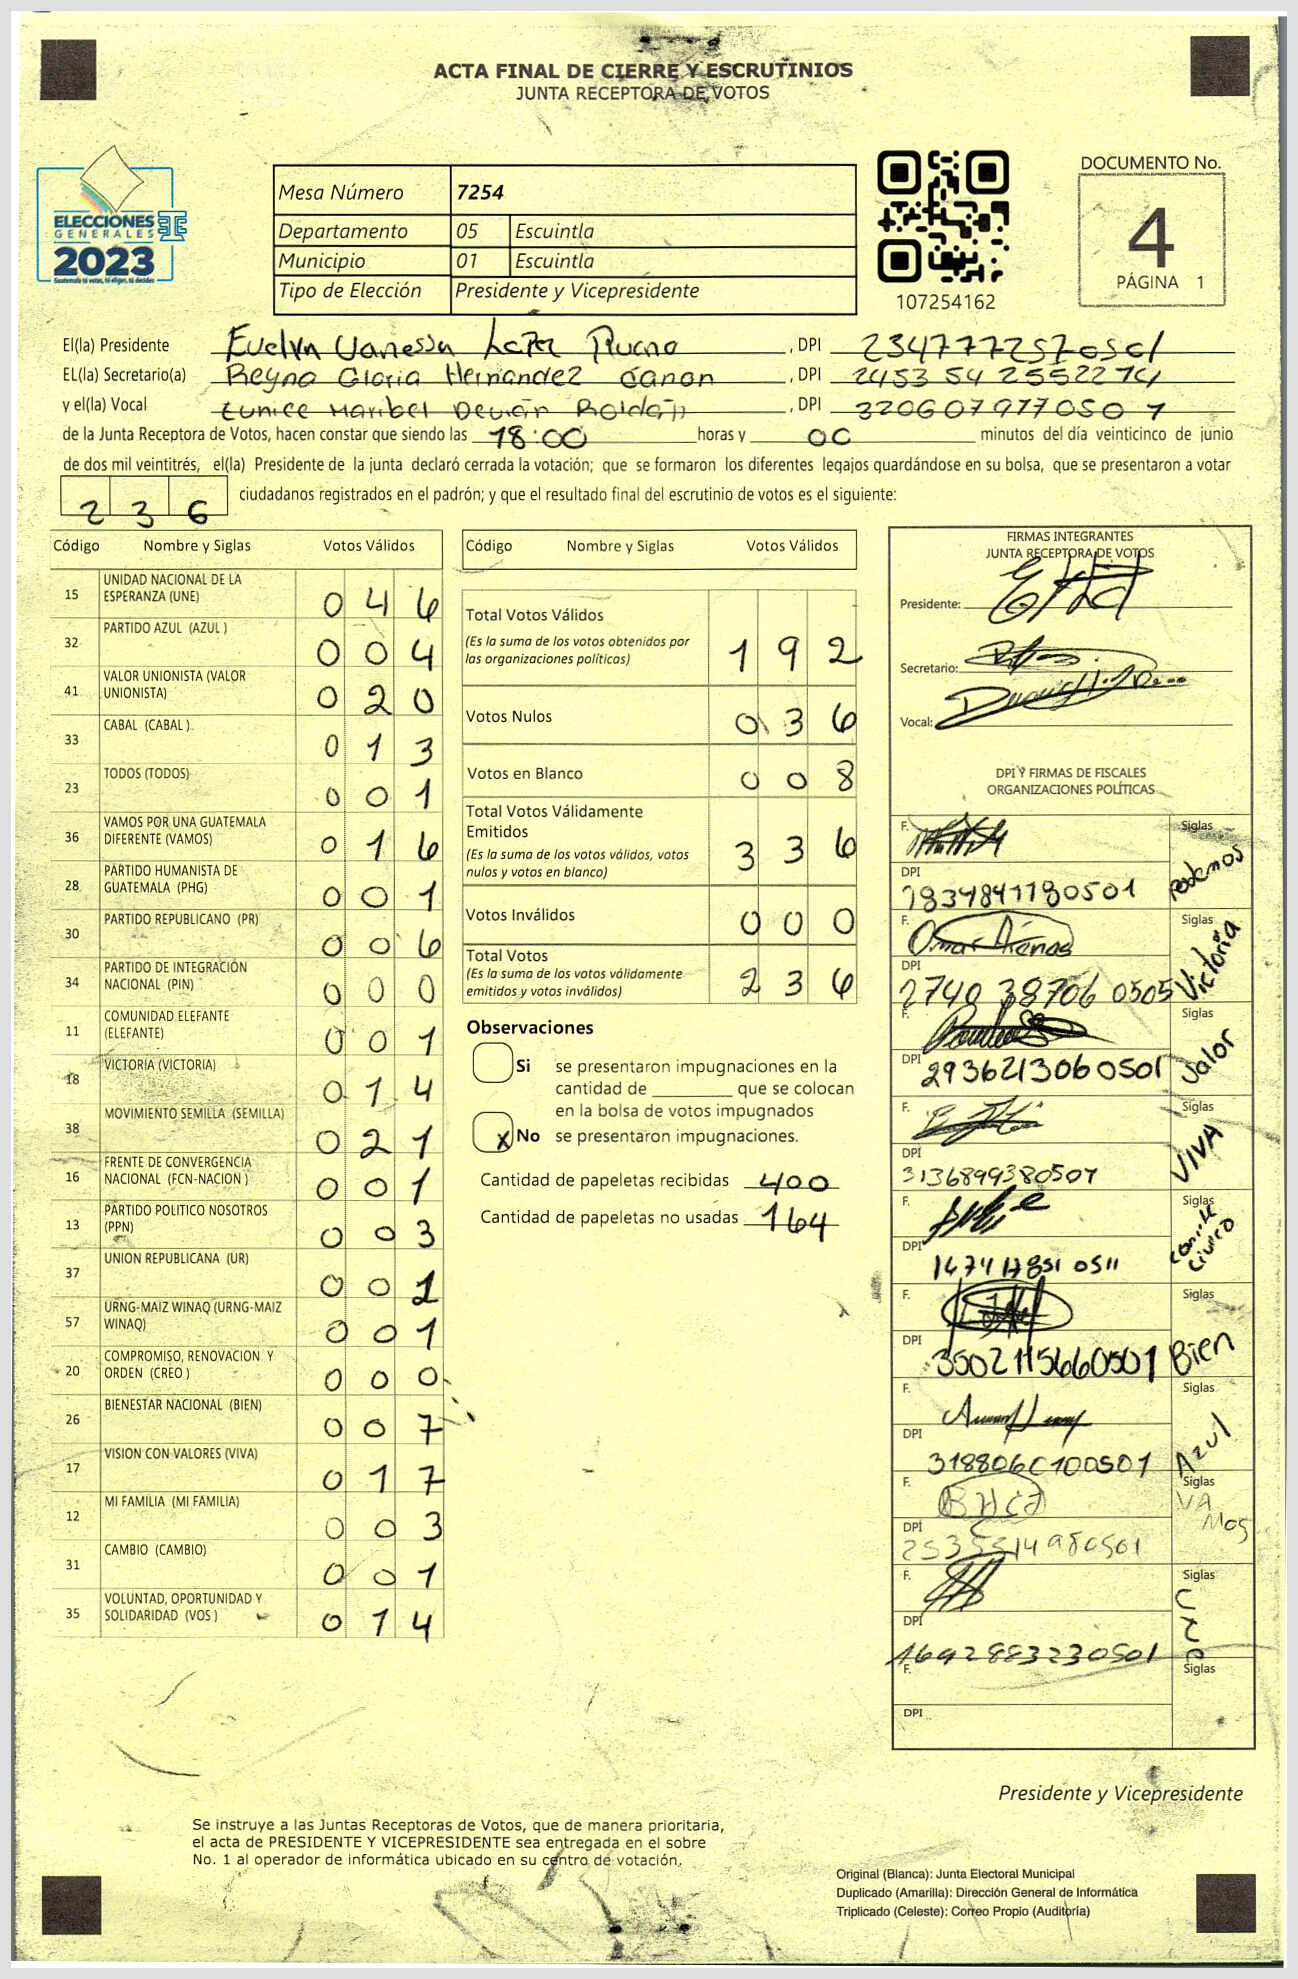 ACTA FINAL DE CIERRE Y ESCRUTINIOS
JUNTA RECEPTORA DE VOTOS
ELECCIONES
GENERALES
2023
Guatemala tú votas, tú eliges, tú decides
Mesa Número 7254
Departamento 05 Escuintla
Municipio 01 Escuintla
Tipo de Elección Presidente y Vicepresidente
107254162
DOCUMENTO No.
4
PÁGINA 1
El(la) Presidente Evelyn Vanessa , DPI
EL(la) Secretario(a) Reyna Gloria Hernandez , DPI 2453 54 255 22 14
y el(la) Vocal Eunice Maribel Roldán , DPI 320607977050 1
de la Junta Receptora de Votos, hacen constar que siendo las 18:00 horas y 00 minutos del día veinticinco de junio
de dos mil veintitrés, el(la) Presidente de la junta declaró cerrada la votación; que se formaron los diferentes legajos guardándose en su bolsa, que se presentaron a votar
2 3 6 ciudadanos registrados en el padrón; y que el resultado final del escrutinio de votos es el siguiente:
Código Nombre y Siglas Votos Válidos
15 UNIDAD NACIONAL DE LA ESPERANZA (UNE) 0 4 6
32 PARTIDO AZUL (AZUL ) 0 0 4
41 VALOR UNIONISTA (VALOR UNIONISTA) 0 2 0
33 CABAL (CABAL ) 0 1 3
23 TODOS (TODOS) 0 0 1
36 VAMOS POR UNA GUATEMALA DIFERENTE (VAMOS) 0 1 6
28 PARTIDO HUMANISTA DE GUATEMALA (PHG) 0 0 1
30 PARTIDO REPUBLICANO (PR) 0 0 6
34 PARTIDO DE INTEGRACIÓN NACIONAL (PIN) 0 0 0
11 COMUNIDAD ELEFANTE (ELEFANTE) 0 0 1
18 VICTORIA (VICTORIA) 0 1 4
38 MOVIMIENTO SEMILLA (SEMILLA) 0 2 1
16 FRENTE DE CONVERGENCIA NACIONAL (FCN-NACION ) 0 0 1
13 PARTIDO POLITICO NOSOTROS (PPN) 0 0 3
37 UNION REPUBLICANA (UR) 0 0 1
57 URNG-MAIZ WINAQ (URNG-MAIZ WINAQ) 0 0 1
20 COMPROMISO, RENOVACION Y ORDEN (CREO ) 0 0 0
26 BIENESTAR NACIONAL (BIEN) 0 0 7
17 VISION CON VALORES (VIVA) 0 1 7
12 MI FAMILIA (MI FAMILIA) 0 0 3
31 CAMBIO (CAMBIO) 0 0 1
35 VOLUNTAD, OPORTUNIDAD Y SOLIDARIDAD (VOS ) 0 1 4
Código Nombre y Siglas Votos Válidos
Total Votos Válidos 1 9 2
(Es la suma de los votos obtenidos por
las organizaciones políticas)
Votos Nulos 0 3 6
Votos en Blanco 0 0 8
Total Votos Válidamente
Emitidos 3 3 6
(Es la suma de los votos válidos, votos
nulos y votos en blanco)
Votos Inválidos 0 0 0
Total Votos 2 3 6
(Es la suma de los votos válidamente
emitidos y votos inválidos)
Observaciones
Si se presentaron impugnaciones en la
cantidad de ________ que se colocan
en la bolsa de votos impugnados
x No se presentaron impugnaciones.
Cantidad de papeletas recibidas 400
Cantidad de papeletas no usadas 164
FIRMAS INTEGRANTES
JUNTA RECEPTORA DE VOTOS
Presidente:
Secretario:
Vocal:
DPI Y FIRMAS DE FISCALES
ORGANIZACIONES POLÍTICAS
F. Siglas Podemos
DPI 1834841180501
F. Omar Siglas Victoria
DPI 2740 38706 0505
F. Siglas Valor
DPI 2936213060501
F. Siglas VIVA
DPI 3136899380507
F. Siglas comite civico
DPI 1474 17851 0511
F. Siglas Bien
DPI 3502115660501
F. Siglas Azul
DPI 3188060100501
F. Siglas VAMOS
DPI
F. Siglas UNE
DPI 1692883230501
F. Siglas
DPI
Presidente y Vicepresidente
Se instruye a las Juntas Receptoras de Votos, que de manera prioritaria,
el acta de PRESIDENTE Y VICEPRESIDENTE sea entregada en el sobre
No. 1 al operador de informática ubicado en su centro de votación.
Original (Blanca): Junta Electoral Municipal
Duplicado (Amarilla): Dirección General de Informática
Triplicado (Celeste): Correo Propio (Auditoría)